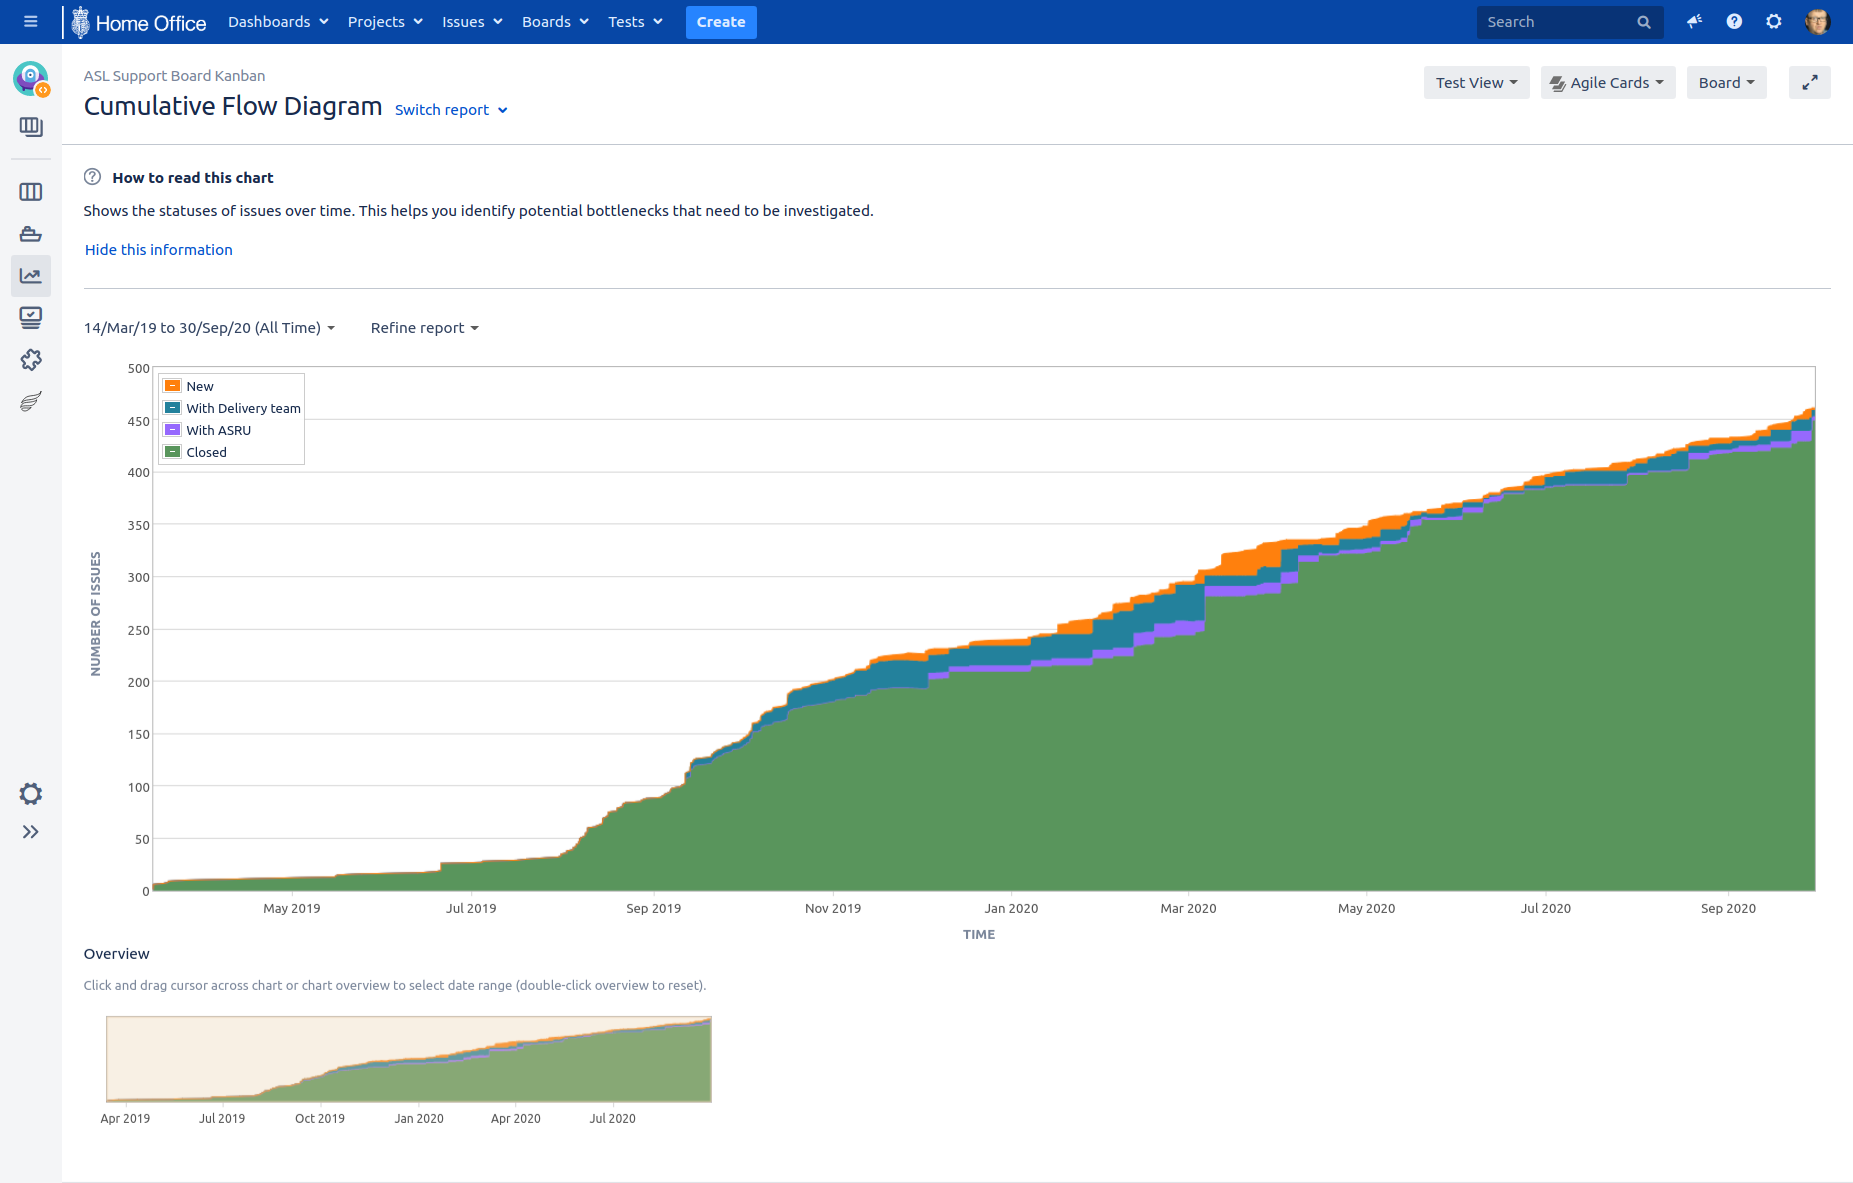 Home Office Dashboards Projects Issues Boards Tests Create Search
ASL Support Board Kanban
Cumulative Flow Diagram Switch report
Test View Agile Cards Board
How to read this chart
Shows the statuses of issues over time. This helps you identify potential bottlenecks that need to be investigated.
Hide this information
14/Mar/19 to 30/Sep/20 (All Time) Refine report
500
450
400
350
300
250
200
150
100
50
0
NUMBER OF ISSUES
New
With Delivery team
With ASRU
Closed
May 2019 Jul 2019 Sep 2019 Nov 2019 Jan 2020 Mar 2020 May 2020 Jul 2020 Sep 2020
TIME
Overview
Click and drag cursor across chart or chart overview to select date range (double-click overview to reset).
Apr 2019 Jul 2019 Oct 2019 Jan 2020 Apr 2020 Jul 2020